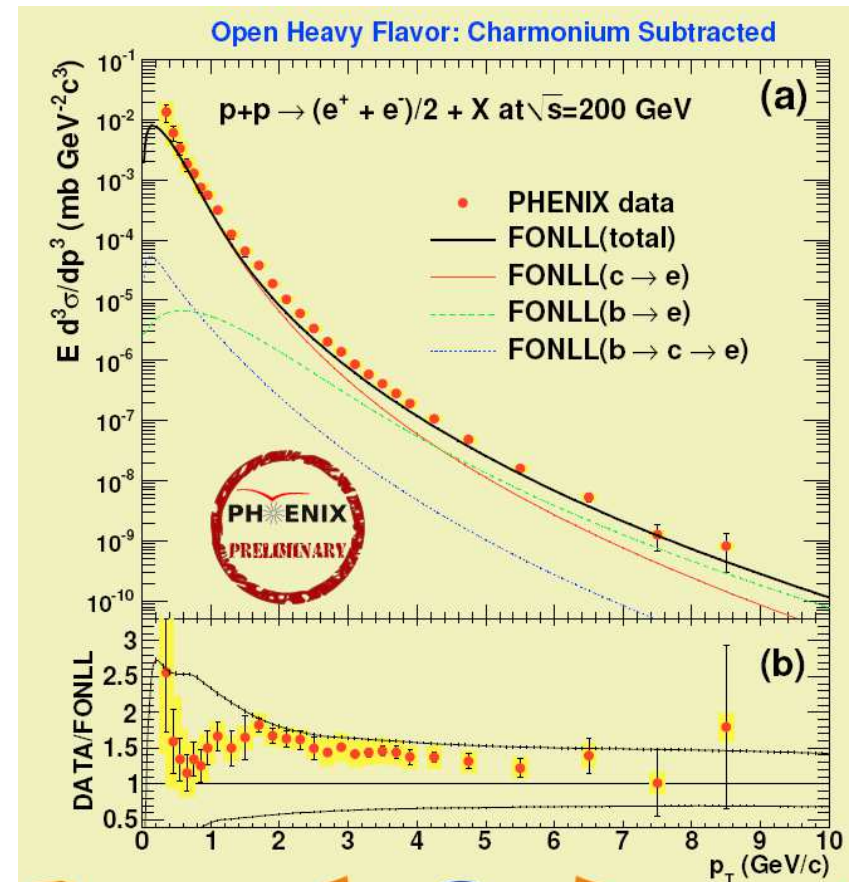 Open Heavy Flavor: Charmonium Subtracted
(a)
p+p → (e⁺ + e⁻)/2 + X at √s=200 GeV
PHENIX data
FONLL(total)
FONLL(c → e)
FONLL(b → e)
FONLL(b → c → e)
E d³σ/dp³ (mb GeV⁻²c³)
10⁻¹
10⁻²
10⁻³
10⁻⁴
10⁻⁵
10⁻⁶
10⁻⁷
10⁻⁸
10⁻⁹
10⁻¹⁰
PHENIX
PRELIMINARY
(b)
DATA/FONLL
3
2.5
2
1.5
1
0.5
0 1 2 3 4 5 6 7 8 9 10
p_T (GeV/c)